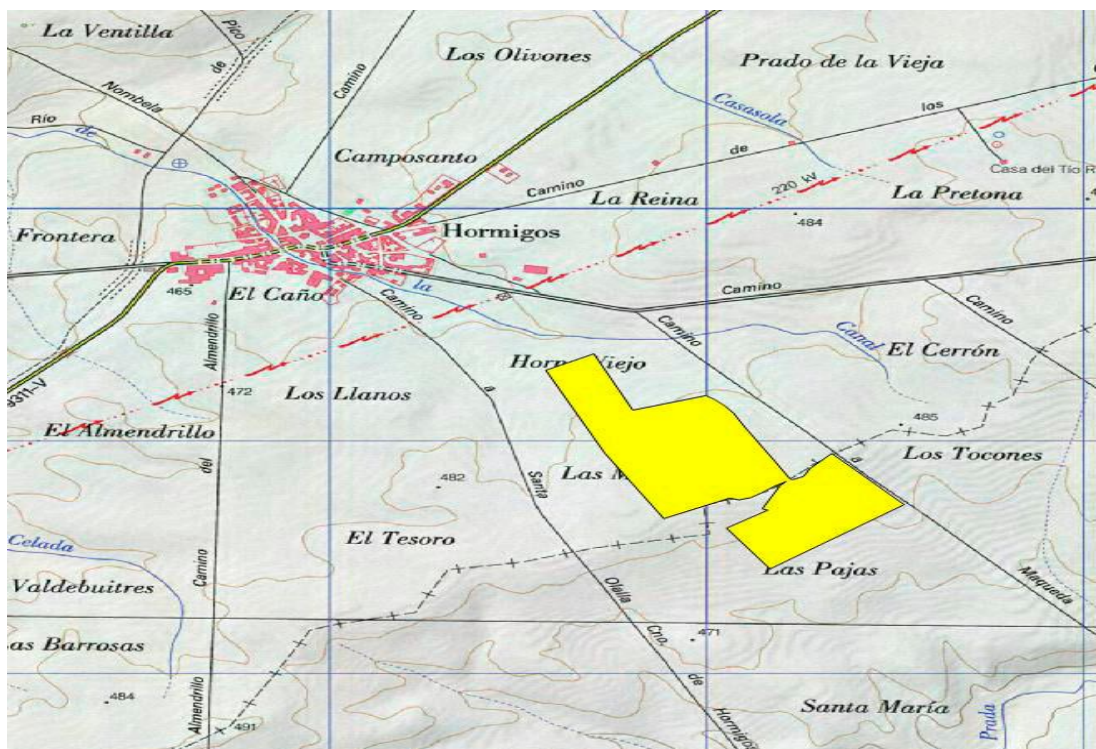 La Ventilla
Pico
de
Los Olivones
Prado de la Vieja
Nombela
Camino
Casasola
los
Río
de
de
Camposanto
Camino
220 kV
Casa del Tío R
La Reina
La Pretona
484
Frontera
Hormigos
465
El Caño
la
Camino
Camino
Camino
Camino
Canal
El Cerrón
Almendrillo
Viejo
9311-V
472
Los Llanos
485
El Almendrillo
a
a
Los Tocones
del
482
Santa
Las
El Tesoro
Celada
Camino
Olalla
Las Pajas
Maqueda
Valdebuitres
Cno.
471
as Barrosas
de
484
Almendrillo
491
Santa María
Prada
Hormigos